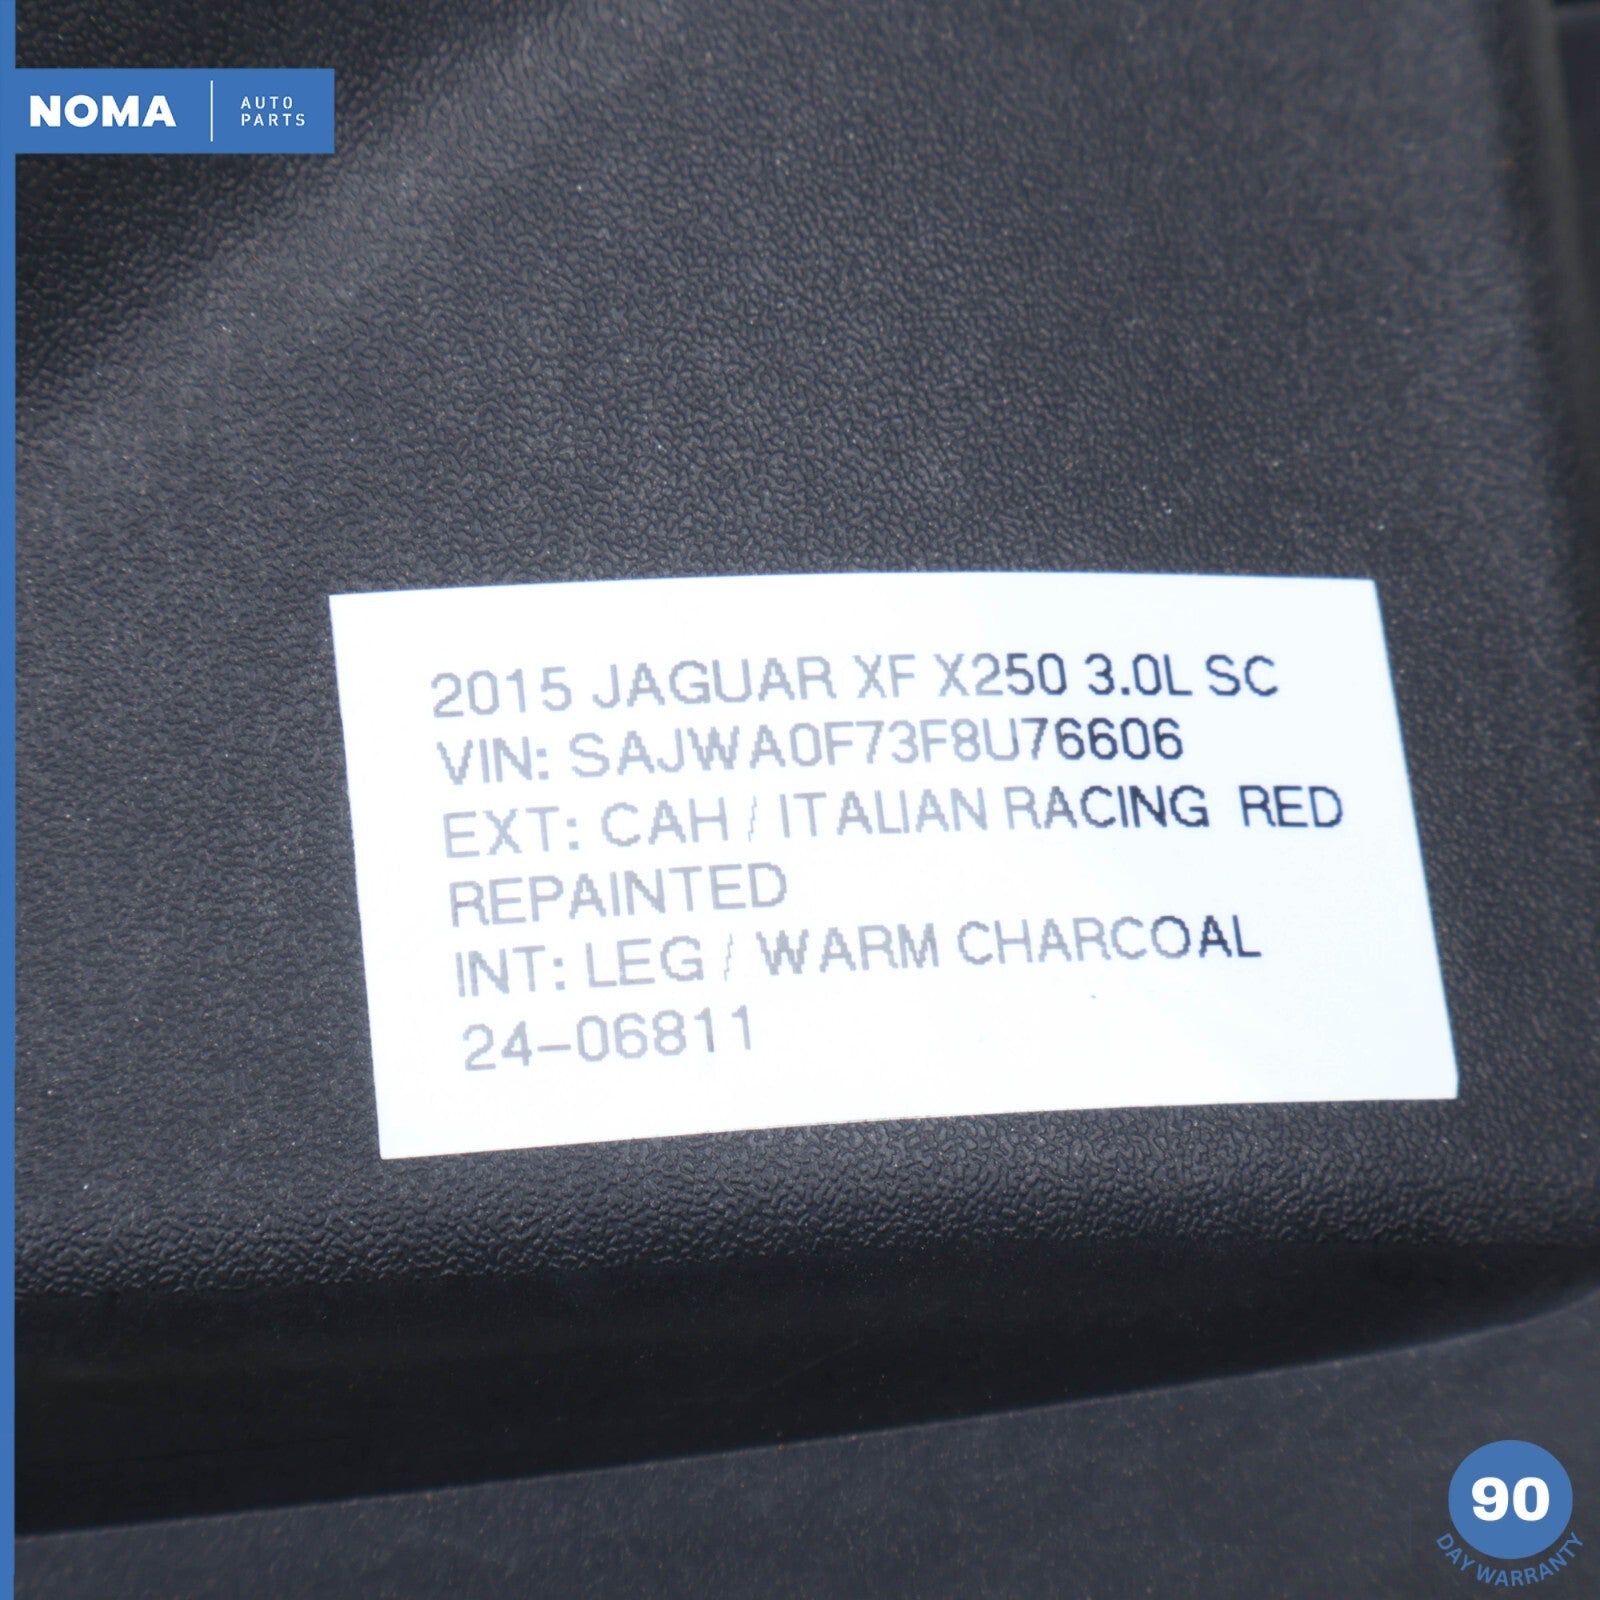 NOMA
AUTO
PARTS
2015 JAGUAR XF X250 3.0L SC
VIN: SAJWA0F73F8U76606
EXT: CAH / ITALIAN RACING RED
REPAINTED
INT: LEG / WARM CHARCOAL
24-06811
90
DAY WARRANTY